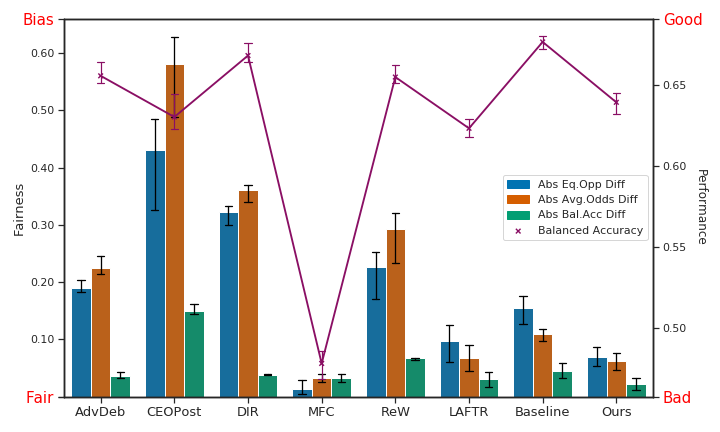 Bias
Good
0.60
0.50
0.40
0.30
0.20
0.10
Fair
Fairness
0.65
0.60
0.55
0.50
Bad
Performance
Abs Eq.Opp Diff
Abs Avg.Odds Diff
Abs Bal.Acc Diff
Balanced Accuracy
AdvDeb CEOPost DIR MFC ReW LAFTR Baseline Ours